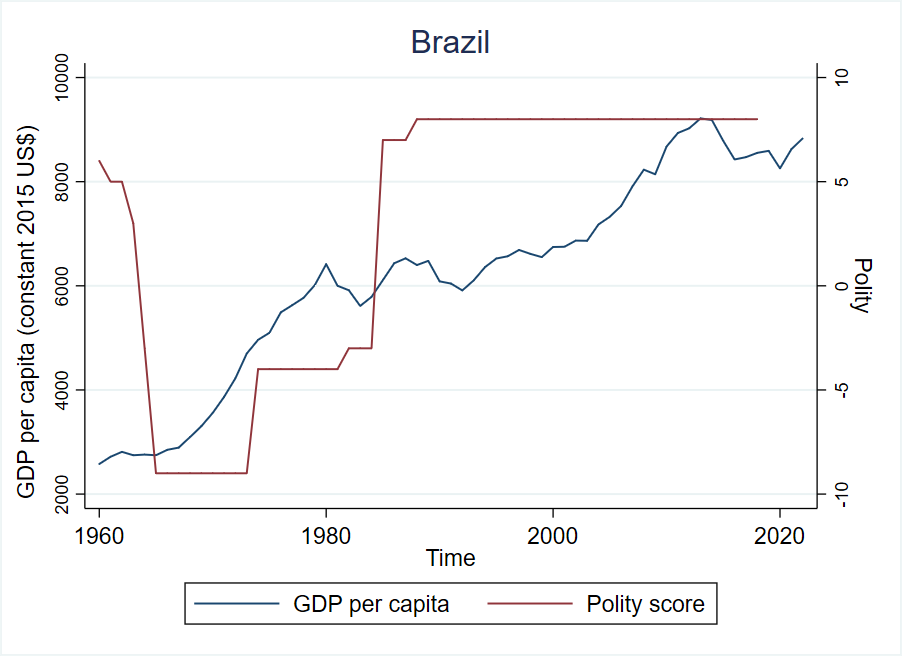 Brazil
GDP per capita (constant 2015 US$)
10000
8000
6000
4000
2000
10
5
0
-5
-10
Polity
1960
1980
2000
2020
Time
GDP per capita
Polity score